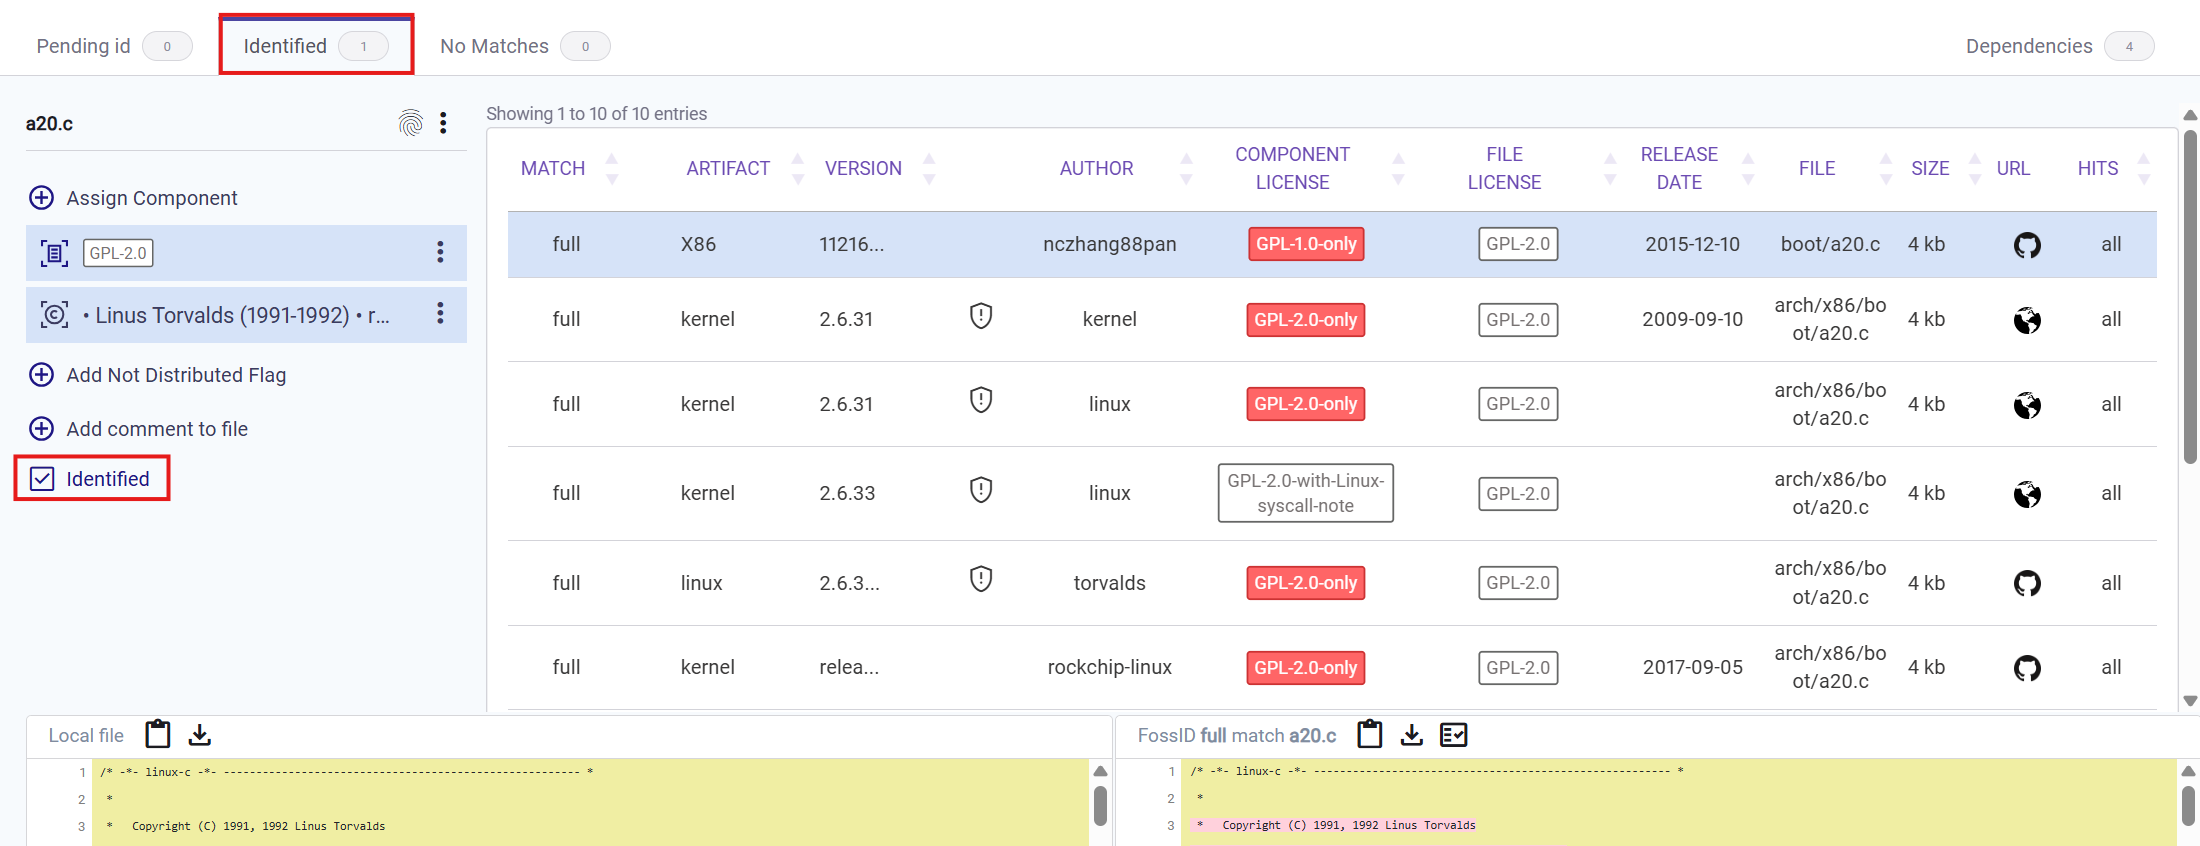 Pending id 0 Identified 1 No Matches 0 Dependencies 4
a20.c
Assign Component
GPL-2.0
• Linus Torvalds (1991-1992) • r...
Add Not Distributed Flag
Add comment to file
Identified
Showing 1 to 10 of 10 entries
MATCH ARTIFACT VERSION AUTHOR COMPONENT LICENSE FILE LICENSE RELEASE DATE FILE SIZE URL HITS
full X86 11216... nczhang88pan GPL-1.0-only GPL-2.0 2015-12-10 boot/a20.c 4 kb all
full kernel 2.6.31 kernel GPL-2.0-only GPL-2.0 2009-09-10 arch/x86/bo
ot/a20.c 4 kb all
full kernel 2.6.31 linux GPL-2.0-only GPL-2.0 arch/x86/bo
ot/a20.c 4 kb all
full kernel 2.6.33 linux GPL-2.0-with-Linux-
syscall-note GPL-2.0 arch/x86/bo
ot/a20.c 4 kb all
full linux 2.6.3... torvalds GPL-2.0-only GPL-2.0 arch/x86/bo
ot/a20.c 4 kb all
full kernel relea... rockchip-linux GPL-2.0-only GPL-2.0 2017-09-05 arch/x86/bo
ot/a20.c 4 kb all
Local file
1 /* -*- linux-c -*- ------------------------------------------------------- *
2 *
3 * Copyright (C) 1991, 1992 Linus Torvalds
FossID full match a20.c
1 /* -*- linux-c -*- ------------------------------------------------------- *
2 *
3 * Copyright (C) 1991, 1992 Linus Torvalds